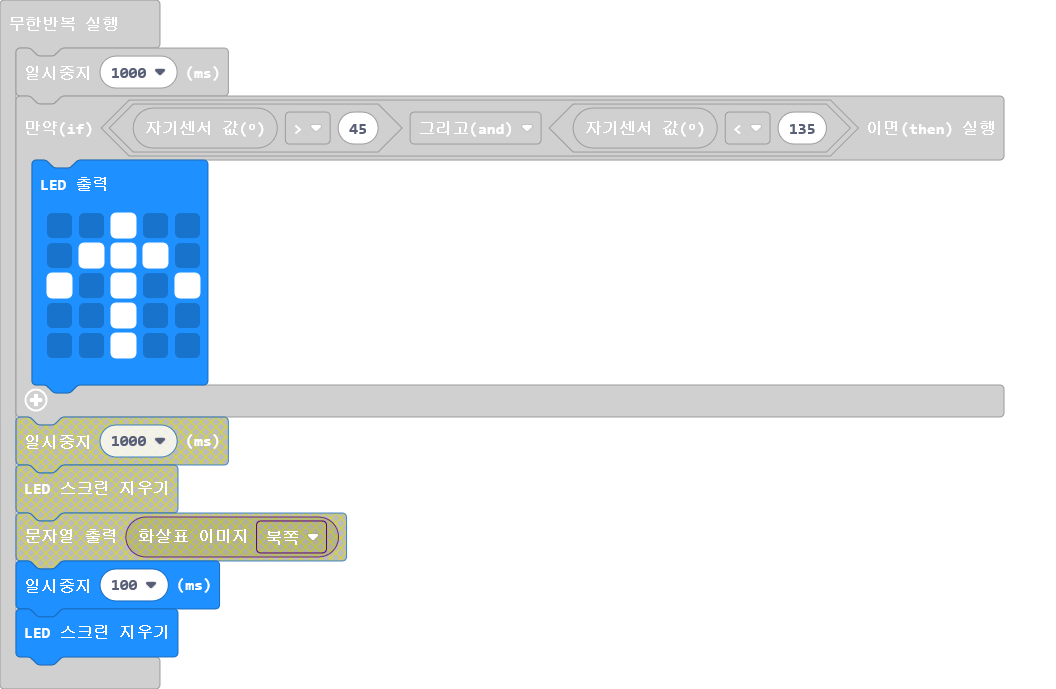 무한반복 실행
일시중지 1000 (ms)
만약(if) 자기센서 값(º) > 45 그리고(and) 자기센서 값(º) < 135 이면(then) 실행
LED 출력
일시중지 1000 (ms)
LED 스크린 지우기
문자열 출력 화살표 이미지 북쪽
일시중지 100 (ms)
LED 스크린 지우기